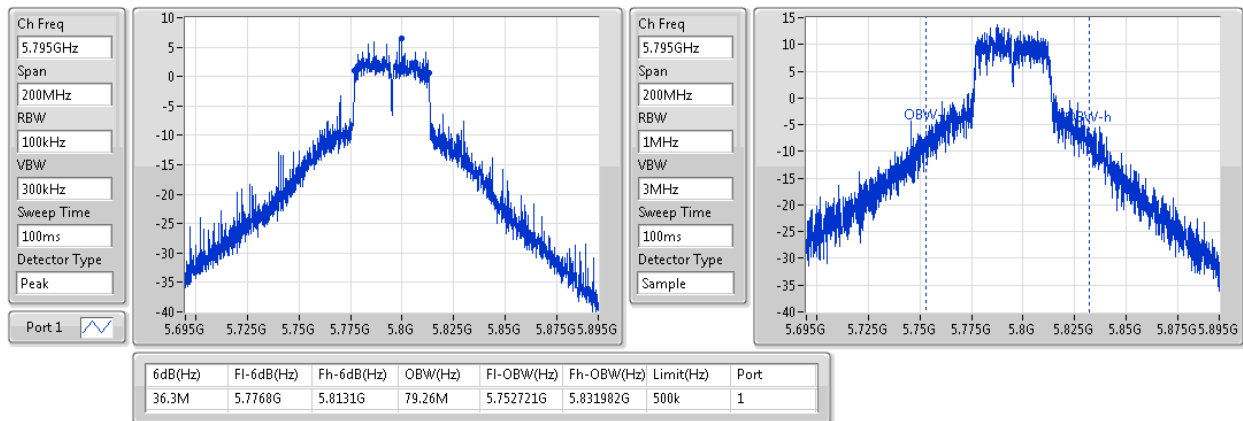 Ch Freq
5.795GHz
Span
200MHz
RBW
100kHz
VBW
300kHz
Sweep Time
100ms
Detector Type
Peak
Port 1
10
5
0
-5
-10
-15
-20
-25
-30
-35
-40
5.695G 5.725G 5.75G 5.775G 5.8G 5.825G 5.85G 5.875G 5.895G
Ch Freq
5.795GHz
Span
200MHz
RBW
1MHz
VBW
3MHz
Sweep Time
100ms
Detector Type
Sample
15
10
5
0
-5
-10
-15
-20
-25
-30
-35
-40
OBW-h
5.695G 5.725G 5.75G 5.775G 5.8G 5.825G 5.85G 5.875G 5.895G
6dB(Hz) Fl-6dB(Hz) Fh-6dB(Hz) OBW(Hz) Fl-OBW(Hz) Fh-OBW(Hz) Limit(Hz) Port
36.3M 5.7768G 5.8131G 79.26M 5.752721G 5.831982G 500k 1